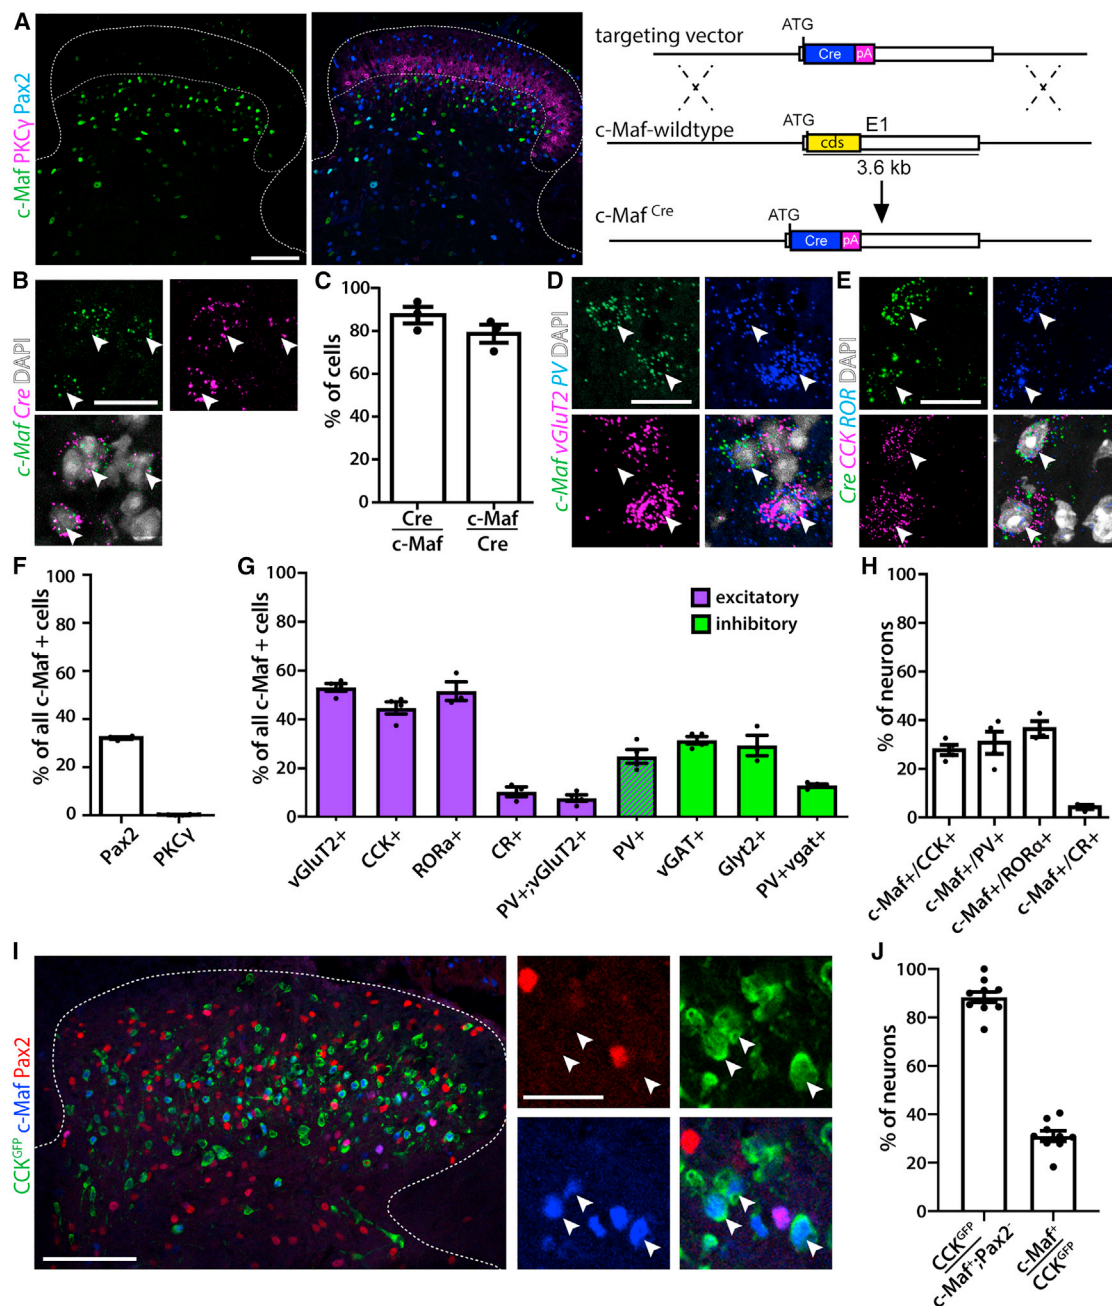 A
c-Maf PKCγ Pax2
targeting vector
ATG
Cre
pA
c-Maf-wildtype
ATG
E1
cds
3.6 kb
c-Maf Cre
ATG
Cre
pA
B
c-Maf Cre DAPI
C
% of cells
100
80
60
40
20
0
Cre
c-Maf
c-Maf
Cre
D
c-Maf vGluT2 PV DAPI
E
Cre CCK ROR DAPI
F
% of all c-Maf + cells
100
80
60
40
20
0
Pax2
PKCγ
G
% of all c-Maf + cells
100
80
60
40
20
0
excitatory
inhibitory
vGluT2+
CCK+
RORa+
CR+
PV+;vGluT2+
PV+
vGAT+
Glyt2+
PV+vgat+
H
% of neurons
100
80
60
40
20
0
c-Maf+/CCK+
c-Maf+/PV+
c-Maf+/RORα+
c-Maf+/CR+
I
CCKGFP c-Maf Pax2
J
% of neurons
100
80
60
40
20
0
CCKGFP
c-Maf+;Pax2-
c-Maf+
CCKGFP